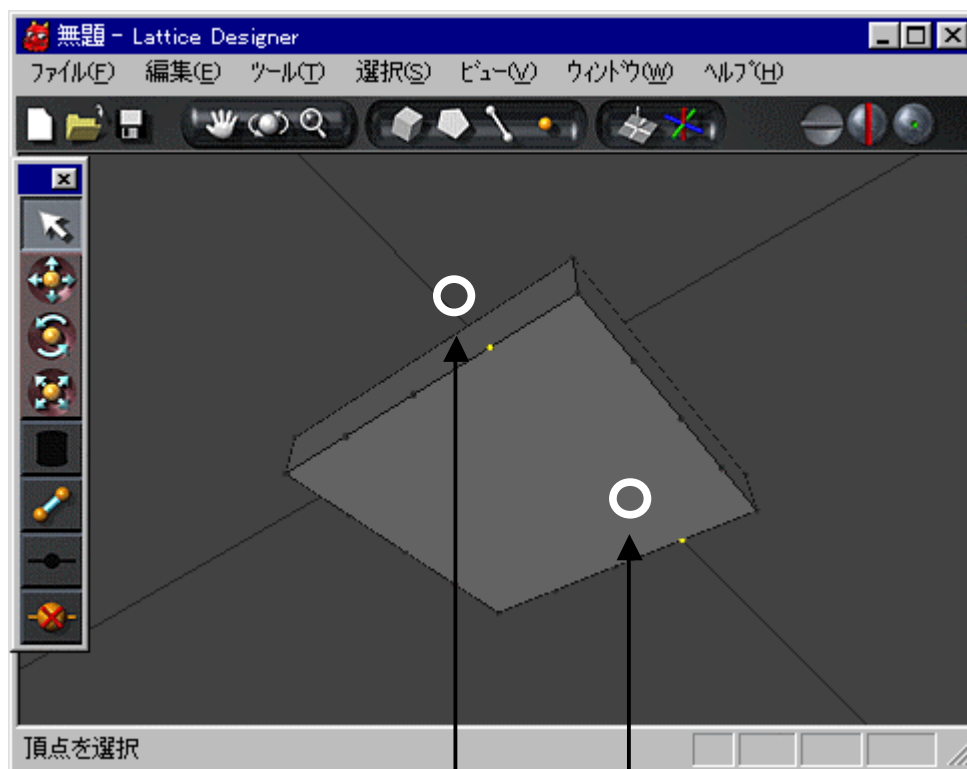 無題 - Lattice Designer
ファイル(F) 編集(E) ツール(T) 選択(S) ビュー(V) ウィンドウ(W) ヘルプ(H)
頂点を選択